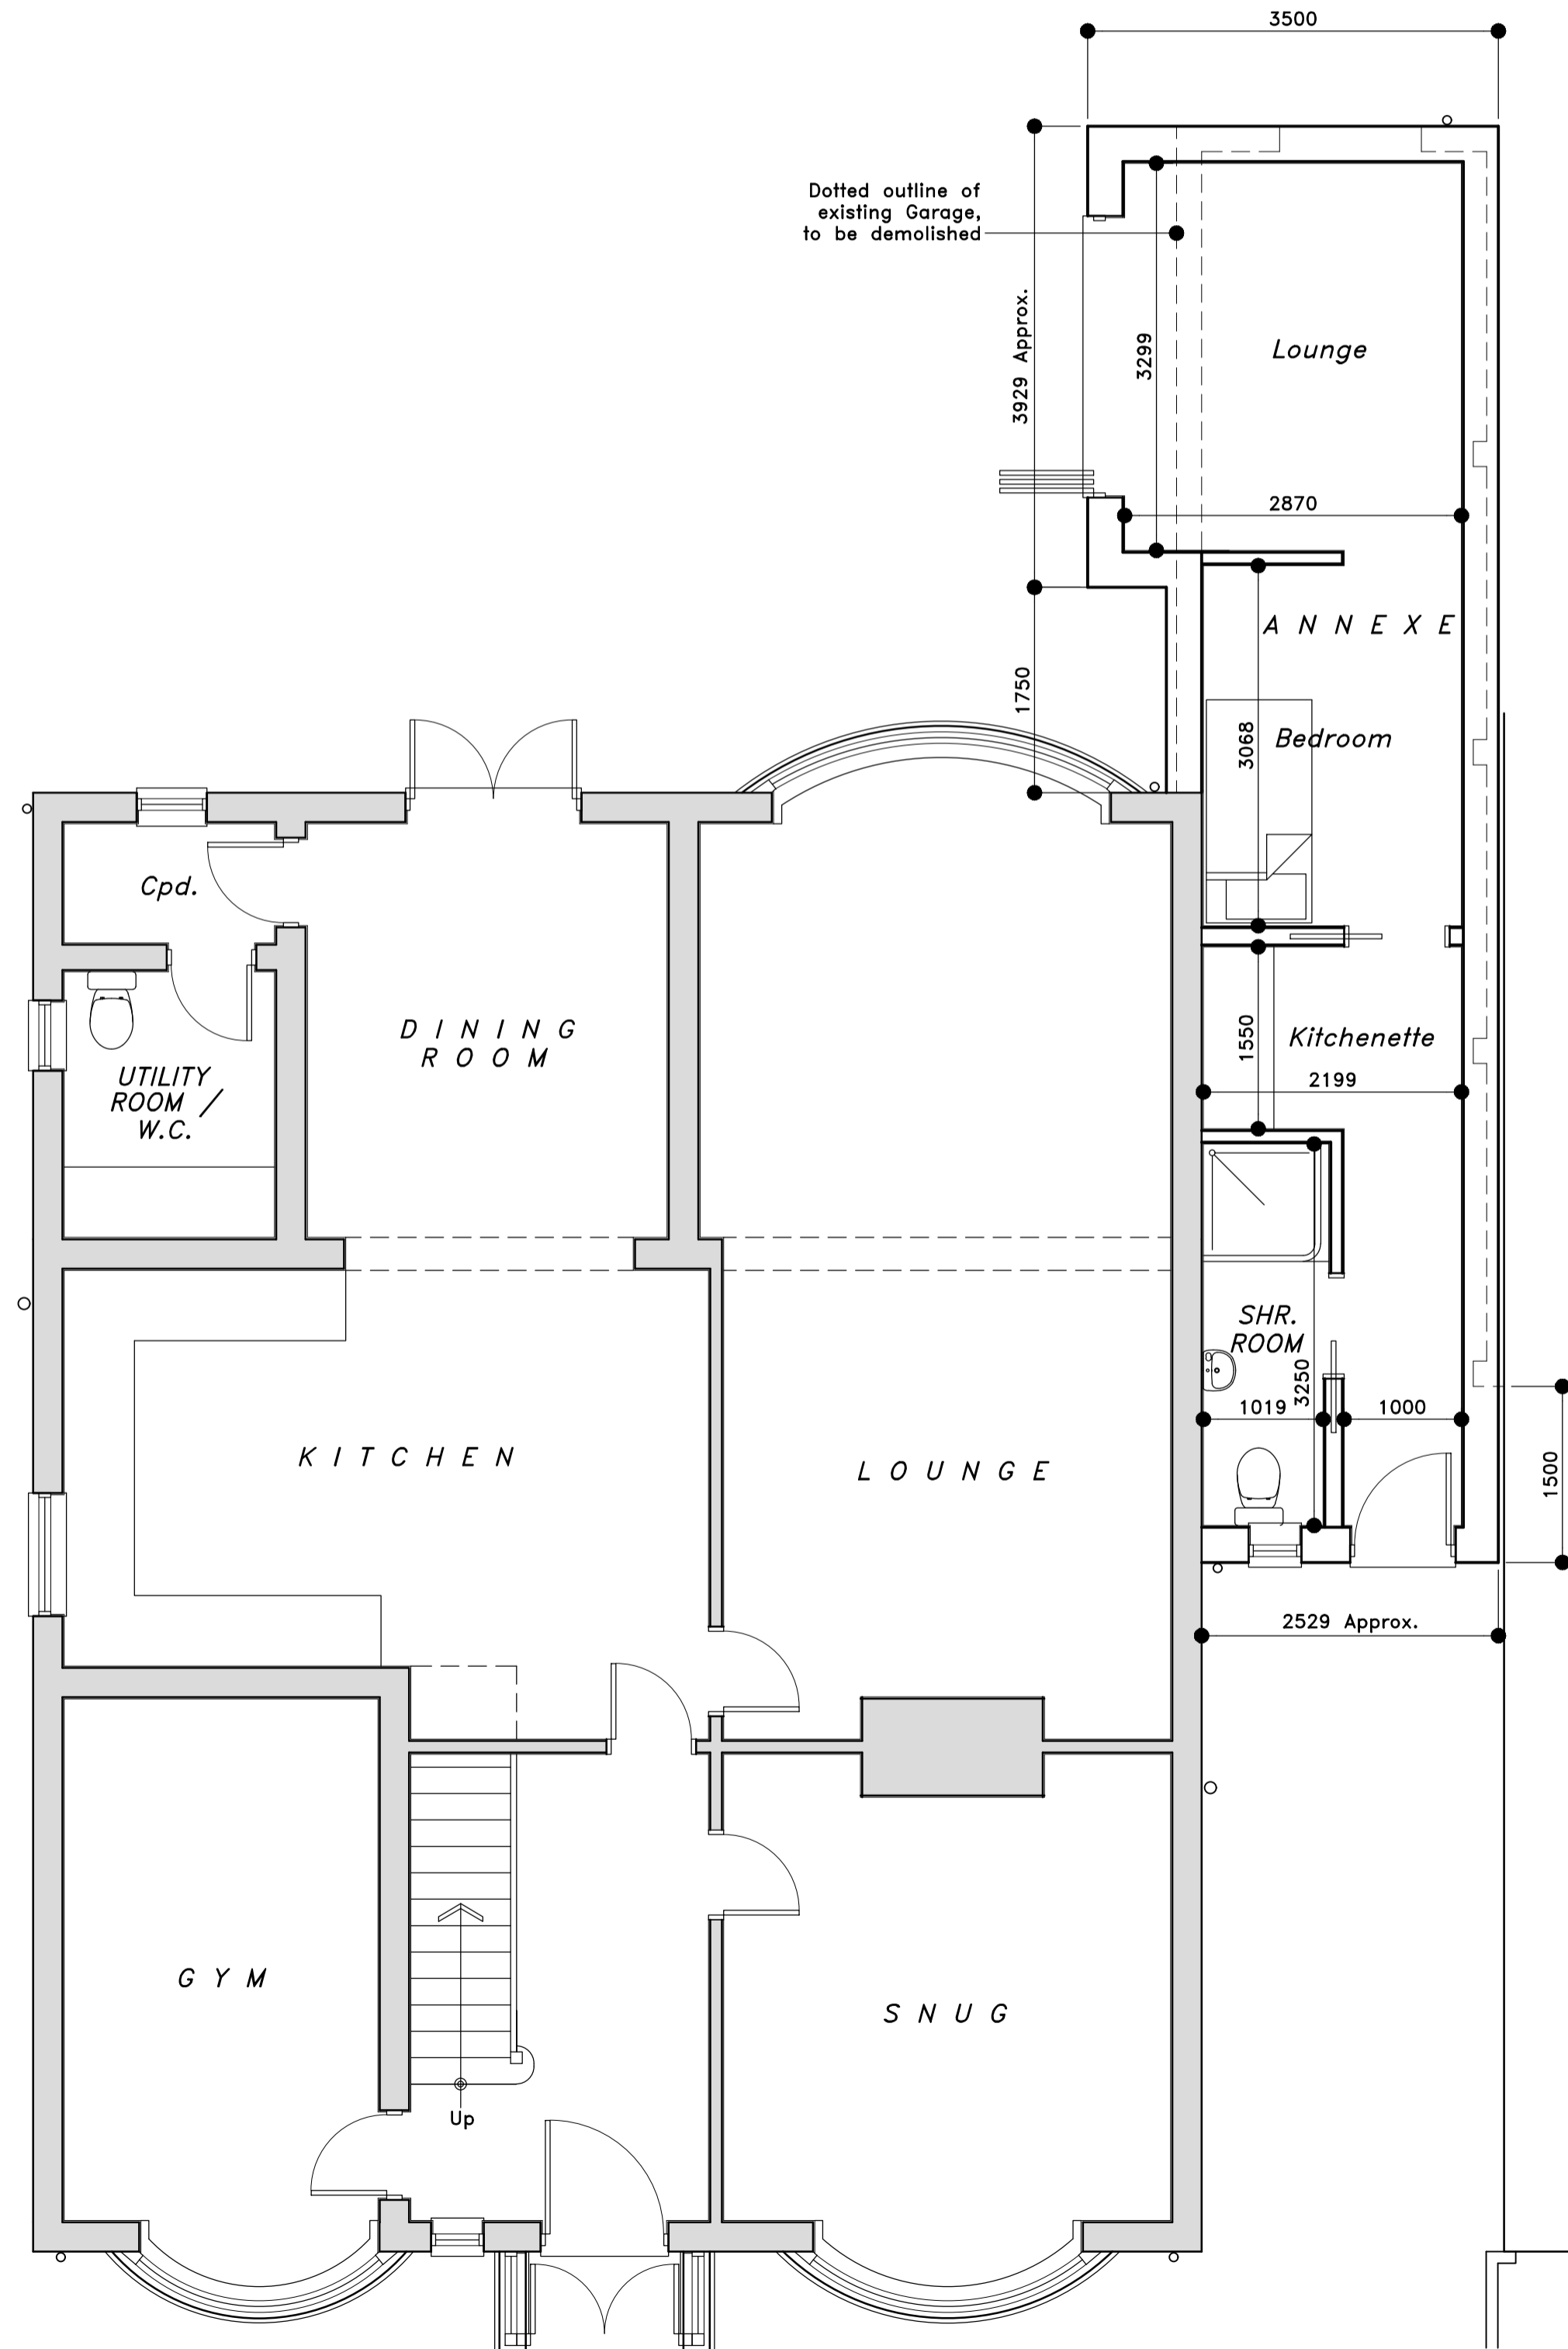 3500
Dotted outline of
existing Garage,
to be demolished
3929 Approx.
3299
Lounge
2870
ANNEXE
1750
3068
Bedroom
Cpd.
DINING
ROOM
1550
Kitchenette
2199
UTILITY
ROOM /
W.C.
SHR.
ROOM
3250
1019
1000
KITCHEN
LOUNGE
1500
2529 Approx.
GYM
SNUG
Up